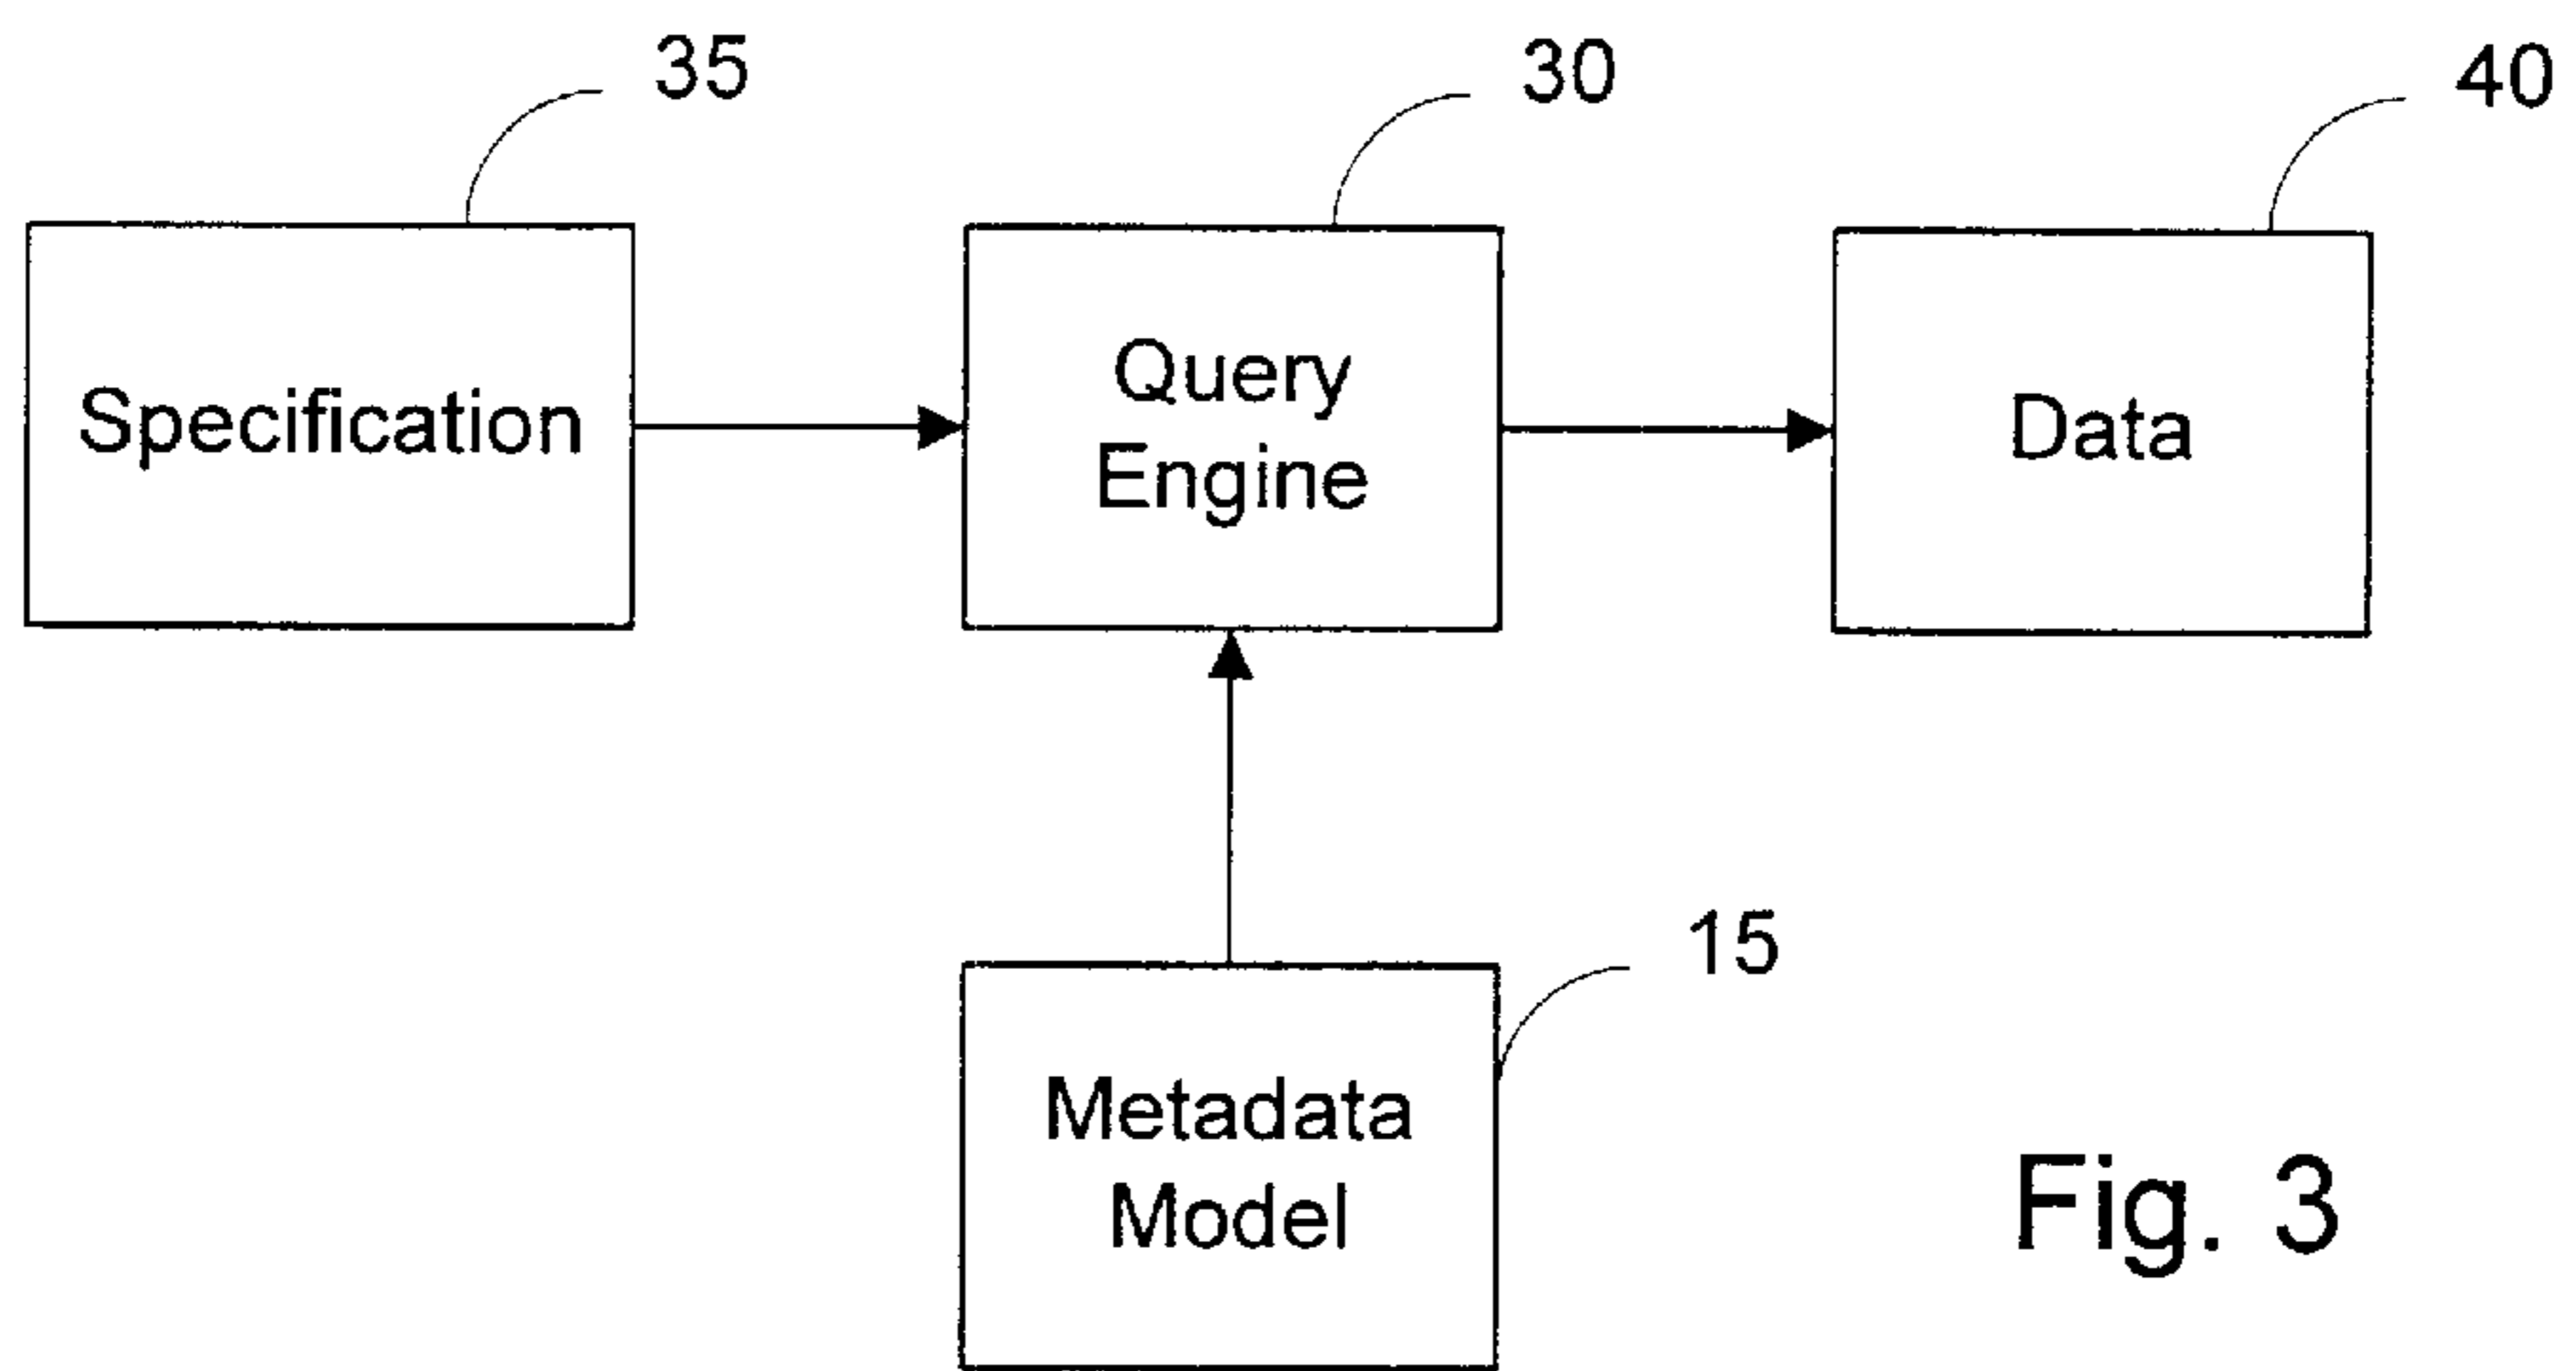 35
30
40
Specification
Query
Engine
Data
15
Metadata
Model
Fig. 3